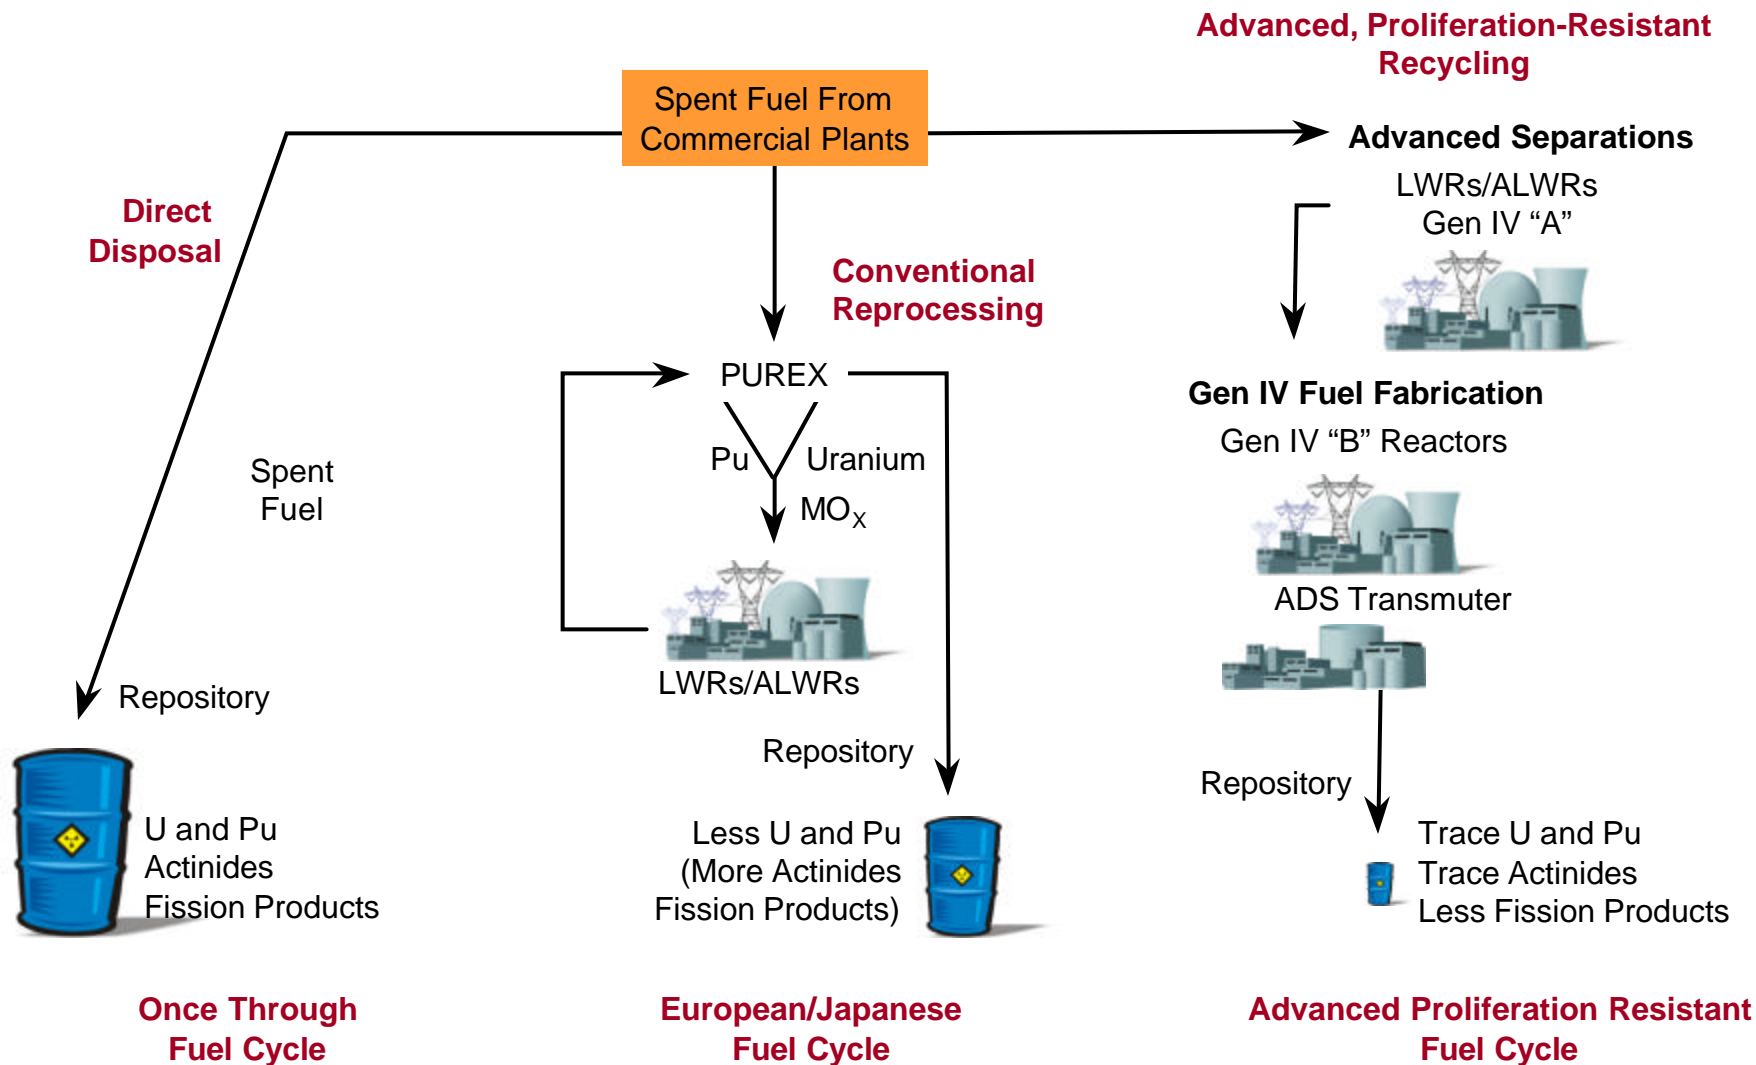 Advanced, Proliferation-Resistant
Recycling
Spent Fuel From
Commercial Plants
Advanced Separations
LWRs/ALWRs
Gen IV “A”
Direct
Disposal
Conventional
Reprocessing
PUREX
Pu
Uranium
MOX
LWRs/ALWRs
Gen IV Fuel Fabrication
Gen IV “B” Reactors
ADS Transmuter
Spent
Fuel
Repository
U and Pu
Actinides
Fission Products
Repository
Less U and Pu
(More Actinides
Fission Products)
Repository
Trace U and Pu
Trace Actinides
Less Fission Products
Once Through
Fuel Cycle
European/Japanese
Fuel Cycle
Advanced Proliferation Resistant
Fuel Cycle